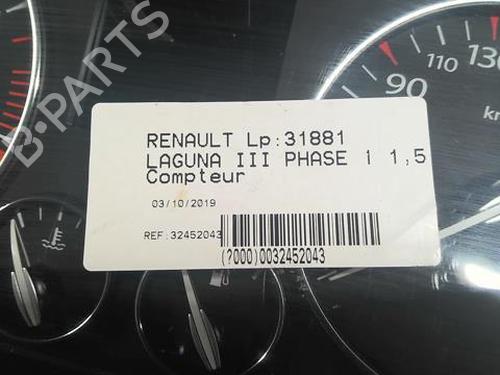 B-PARTS
90
110
130
km
RENAULT Lp:31881
LAGUNA III PHASE 1 1,5
Compteur
03/10/2019
REF:32452043
(?000)0032452043